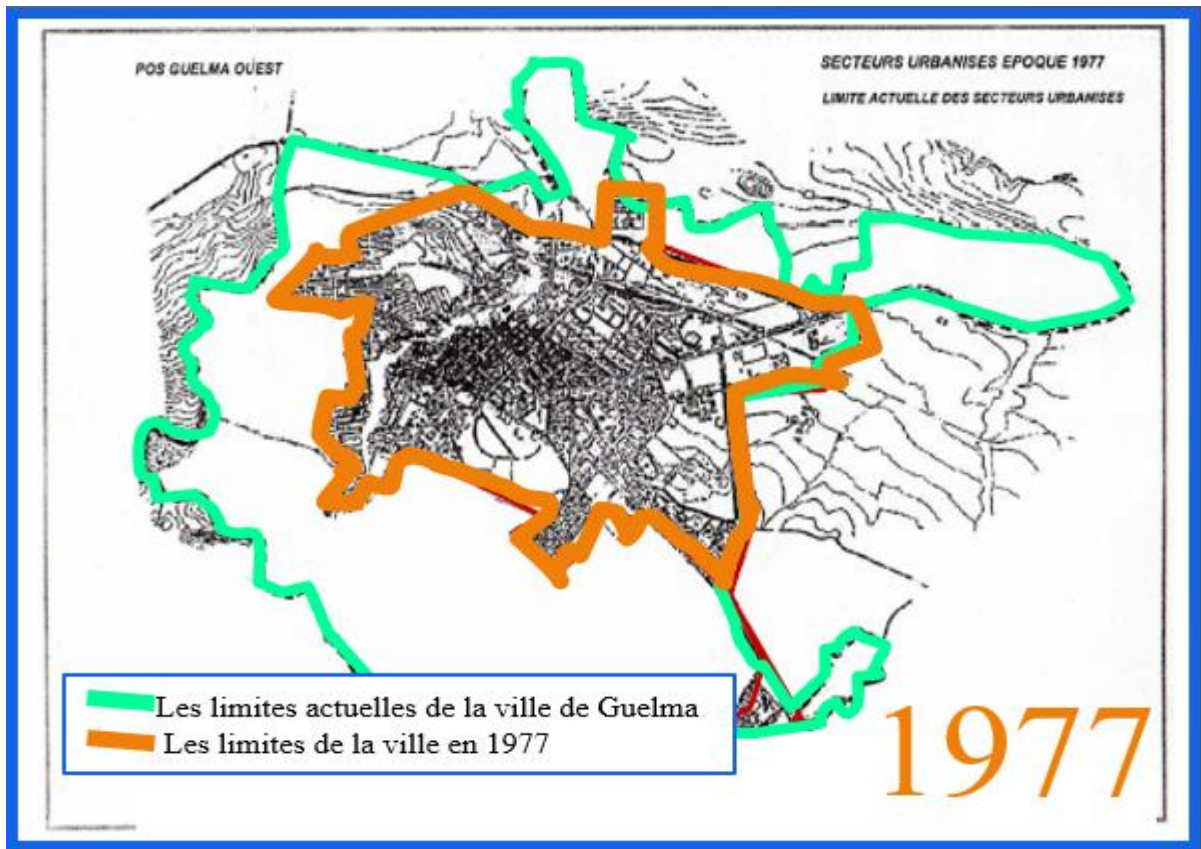 POS GUELMA OUEST
SECTEURS URBANISES EPOQUE 1977
LIMITE ACTUELLE DES SECTEURS URBANISES
Les limites actuelles de la ville de Guelma
Les limites de la ville en 1977
1977